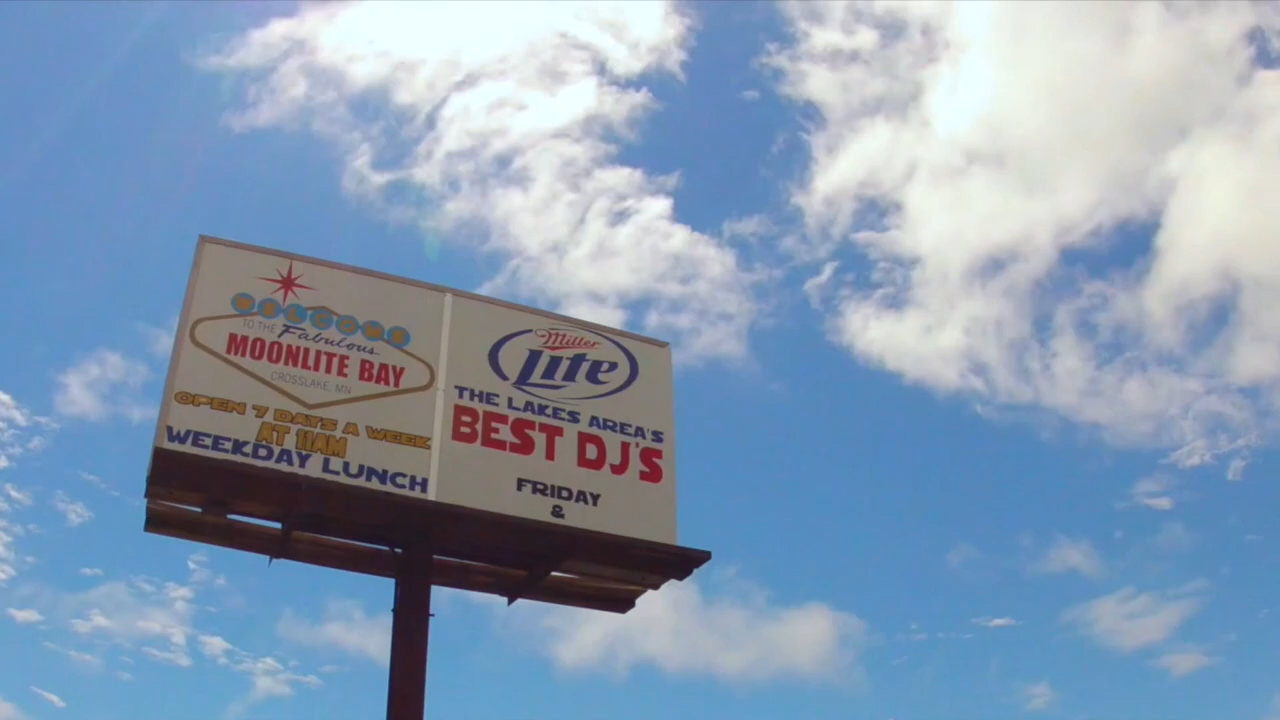 WELCOME
TO THE Fabulous
MOONLITE BAY
CROSSLAKE, MN
OPEN 7 DAYS A WEEK
AT 11AM
WEEKDAY LUNCH
Miller
Lite
THE LAKES AREA'S
BEST DJ'S
FRIDAY
&